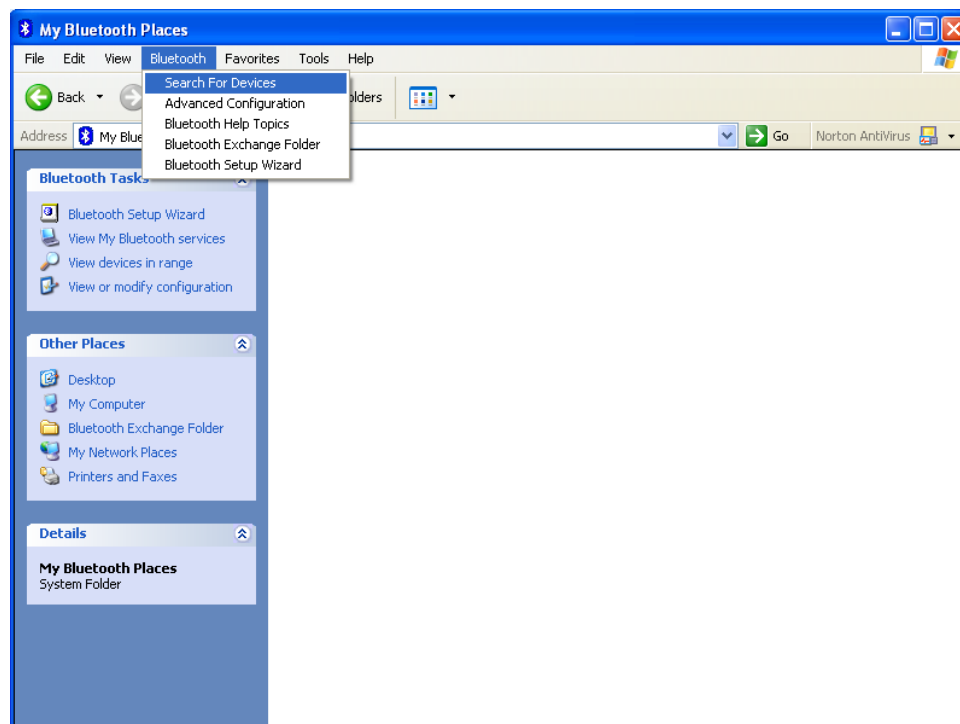 My Bluetooth Places
File Edit View Bluetooth Favorites Tools Help
Search For Devices
Advanced Configuration
Bluetooth Help Topics
Bluetooth Exchange Folder
Bluetooth Setup Wizard
Back olders
Address My Blue Go Norton AntiVirus
Bluetooth Tasks
Bluetooth Setup Wizard
View My Bluetooth services
View devices in range
View or modify configuration
Other Places
Desktop
My Computer
Bluetooth Exchange Folder
My Network Places
Printers and Faxes
Details
My Bluetooth Places
System Folder